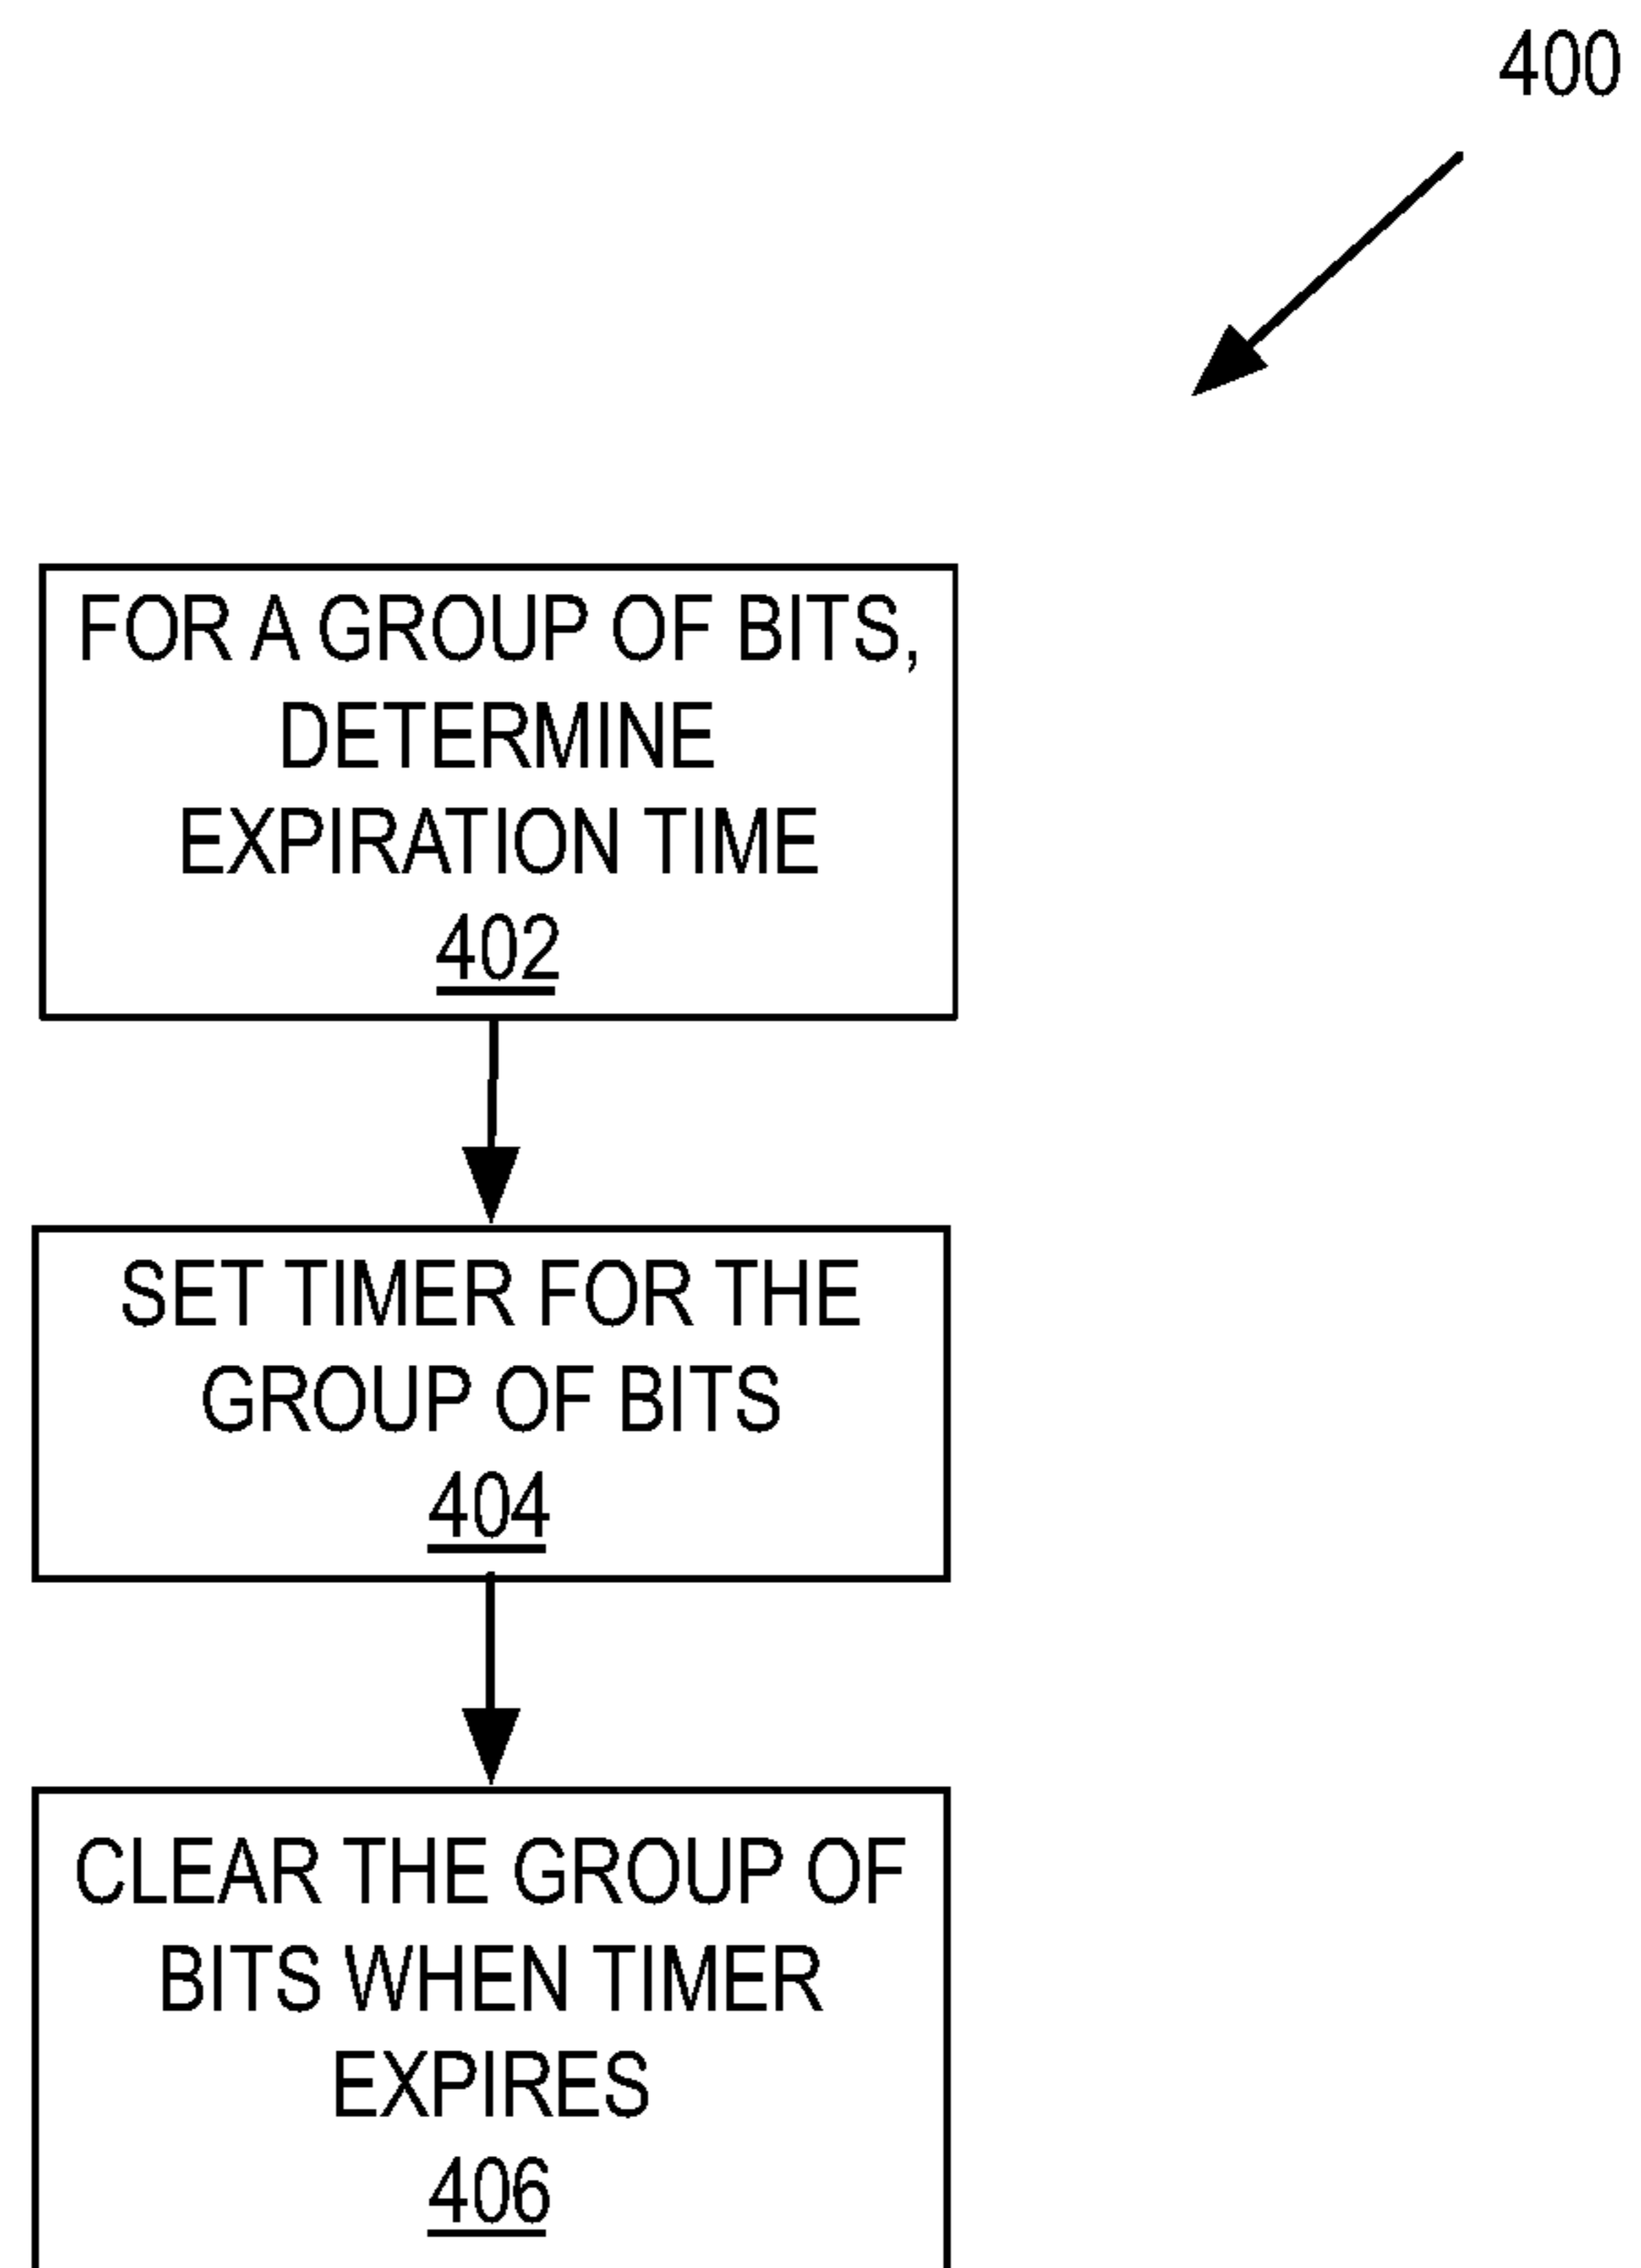 400
FOR A GROUP OF BITS,
DETERMINE
EXPIRATION TIME
402
SET TIMER FOR THE
GROUP OF BITS
404
CLEAR THE GROUP OF
BITS WHEN TIMER
EXPIRES
406